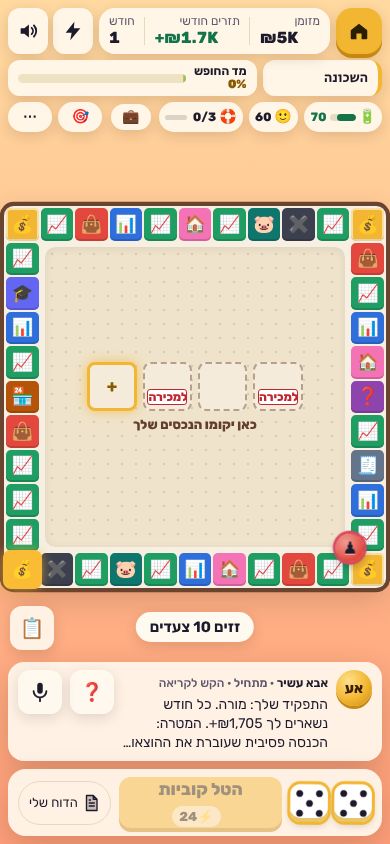 מזומן
₪5K
תזרים חודשי
+₪1.7K
חודש
1
השכונה
מד החופש
0%
70
60
0/3
...
למכירה
למכירה
+
כאן יקומו הנכסים שלך
זזים 10 צעדים
אע
אבא עשיר • מתחיל • הקש לקריאה
התפקיד שלך: מורה. כל חודש
נשארים לך ₪1,705+. המטרה:
הכנסה פסיבית שעוברת את ההוצאו...
הטל קוביות
24
הדוח שלי